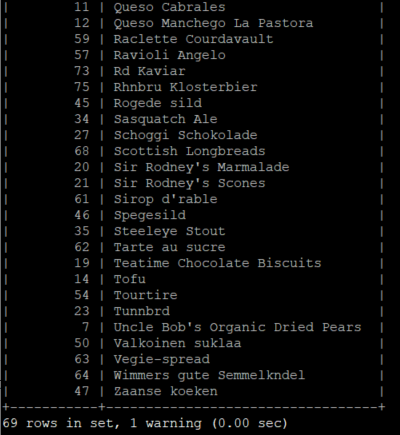 | 11 | Queso Cabrales |
| 12 | Queso Manchego La Pastora |
| 59 | Raclette Courdavault |
| 57 | Ravioli Angelo |
| 73 | Rd Kaviar |
| 75 | Rhnbru Klosterbier |
| 45 | Rogede sild |
| 34 | Sasquatch Ale |
| 27 | Schoggi Schokolade |
| 68 | Scottish Longbreads |
| 20 | Sir Rodney's Marmalade |
| 21 | Sir Rodney's Scones |
| 61 | Sirop d'rable |
| 46 | Spegesild |
| 35 | Steeleye Stout |
| 62 | Tarte au sucre |
| 19 | Teatime Chocolate Biscuits |
| 14 | Tofu |
| 54 | Tourtire |
| 23 | Tunnbrd |
| 7 | Uncle Bob's Organic Dried Pears |
| 50 | Valkoinen suklaa |
| 63 | Vegie-spread |
| 64 | Wimmers gute Semmelkndel |
| 47 | Zaanse koeken |
+-----------+---------------------------------+
69 rows in set, 1 warning (0.00 sec)